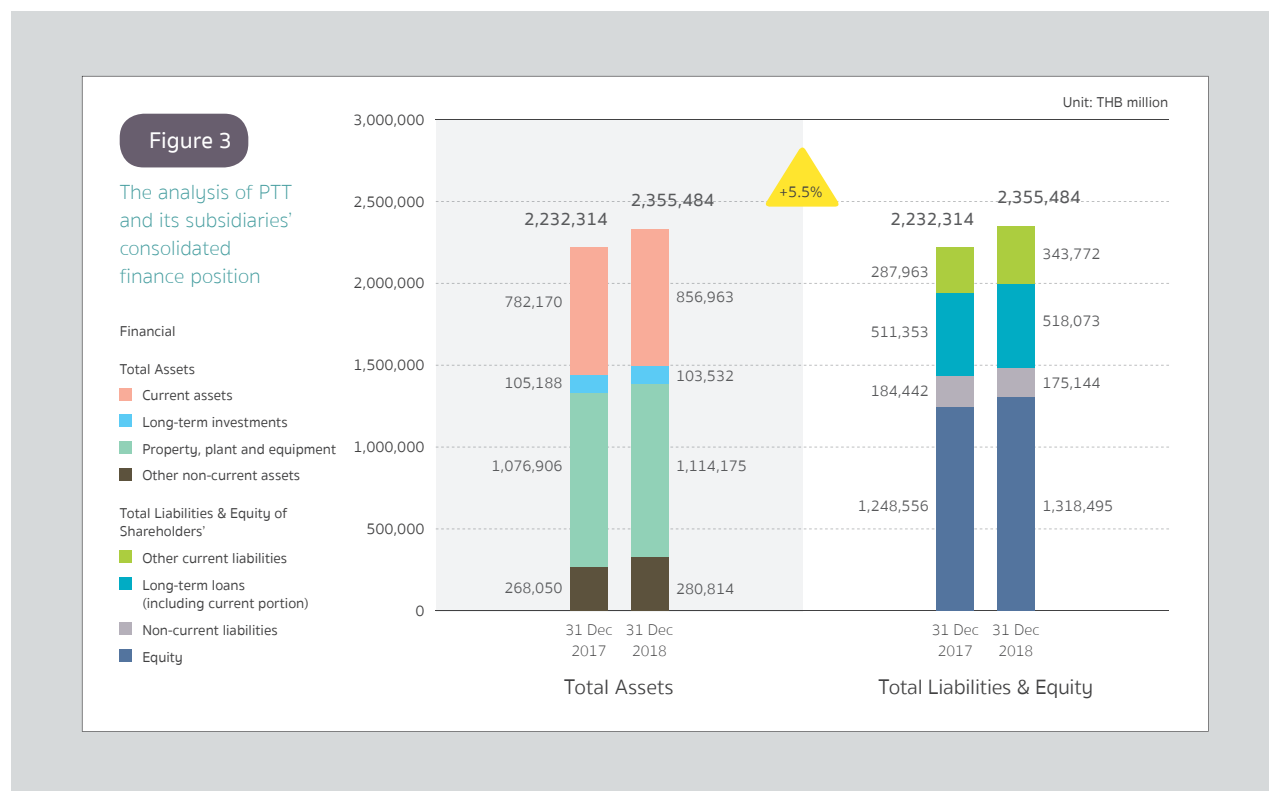 Unit: THB million
Figure 3
The analysis of PTT
and its subsidiaries'
consolidated
finance position
Financial
Total Assets
Current assets
Long-term investments
Property, plant and equipment
Other non-current assets
Total Liabilities & Equity of
Shareholders'
Other current liabilities
Long-term loans
(including current portion)
Non-current liabilities
Equity
3,000,000
2,500,000
2,000,000
1,500,000
1,000,000
500,000
0
+5.5%
2,232,314
2,355,484
782,170
856,963
105,188
103,532
1,076,906
1,114,175
268,050
280,814
31 Dec
2017
31 Dec
2018
Total Assets
2,232,314
2,355,484
287,963
343,772
511,353
518,073
184,442
175,144
1,248,556
1,318,495
31 Dec
2017
31 Dec
2018
Total Liabilities & Equity